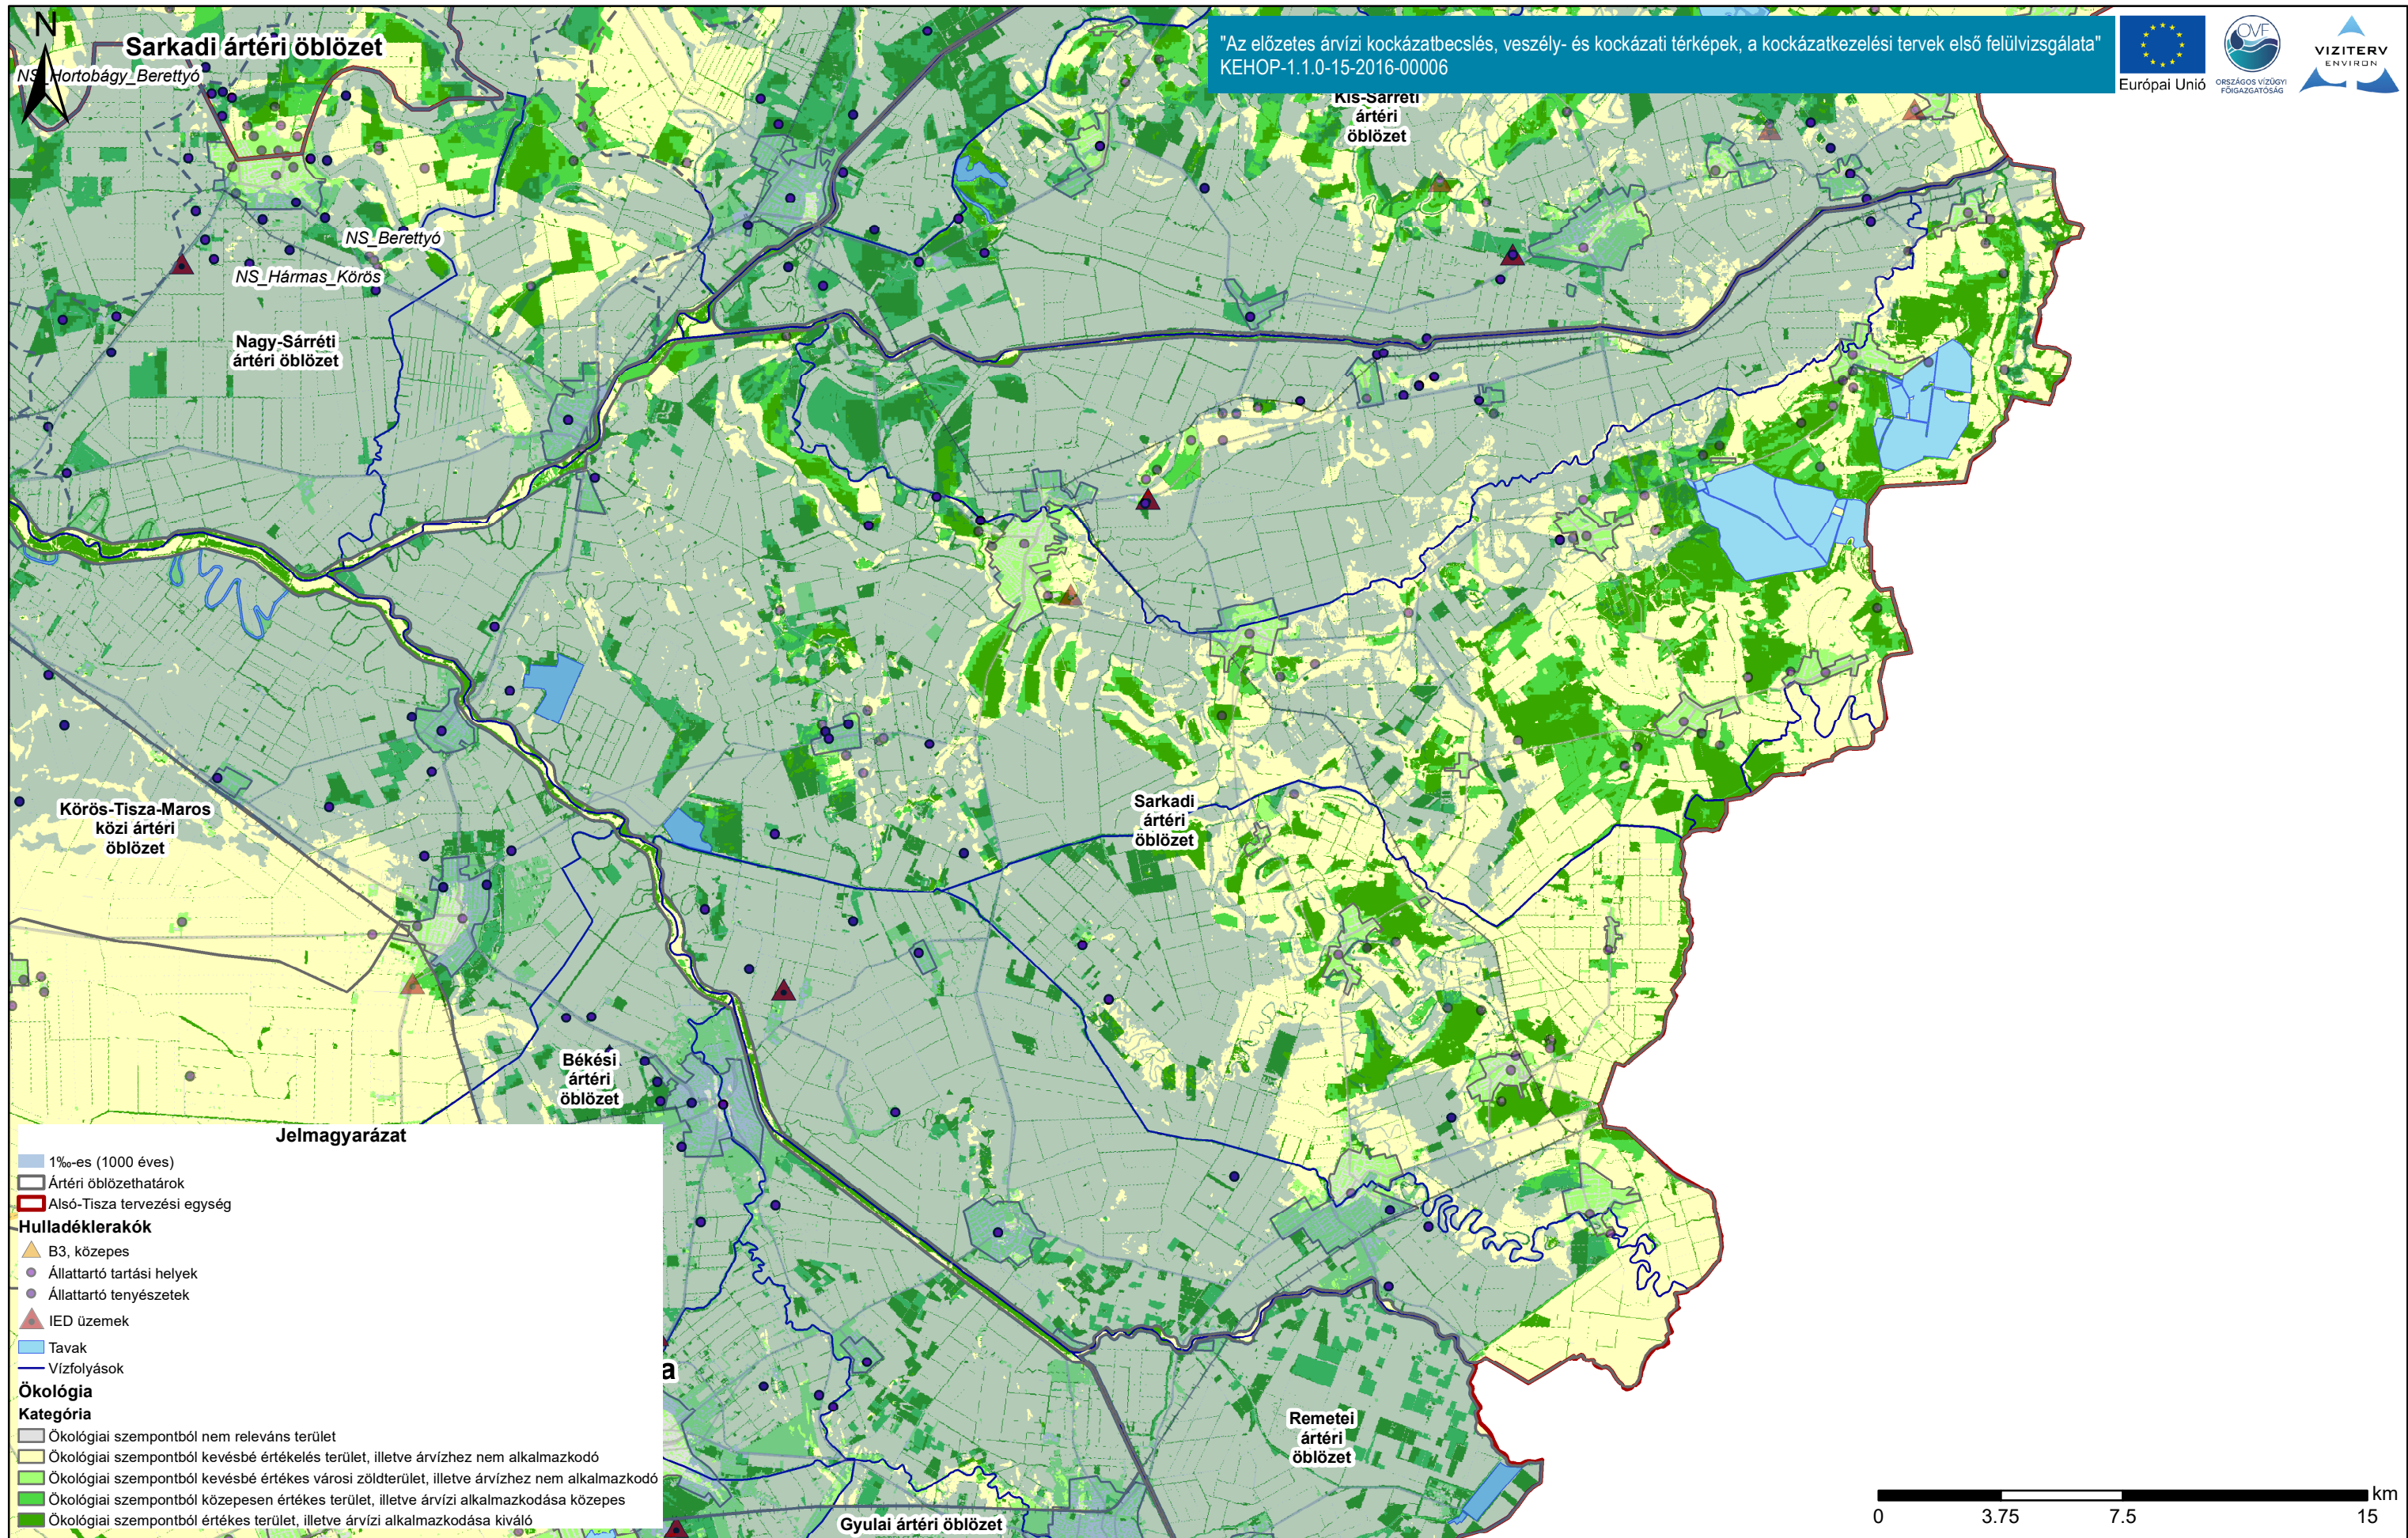 N
Sarkadi ártéri öblözet
NS_Hortobágy_Berettyó
"Az előzetes árvízi kockázatbecslés, veszély- és kockázati térképek, a kockázatkezelési tervek első felülvizsgálata"
KEHOP-1.1.0-15-2016-00006
Európai Unió
OVF
ORSZÁGOS VÍZÜGYI
FŐIGAZGATÓSÁG
VIZITERV
ENVIRON
Kis-Sárréti
ártéri
öblözet
NS_Berettyó
NS_Hármas_Körös
Nagy-Sárréti
ártéri öblözet
Körös-Tisza-Maros
közi ártéri
öblözet
Sarkadi
ártéri
öblözet
Békési
ártéri
öblözet
a
Remetei
ártéri
öblözet
Gyulai ártéri öblözet
Jelmagyarázat
1‰-es (1000 éves)
Ártéri öblözethatárok
Alsó-Tisza tervezési egység
Hulladéklerakók
B3, közepes
Állattartó tartási helyek
Állattartó tenyészetek
IED üzemek
Tavak
Vízfolyások
Ökológia
Kategória
Ökológiai szempontból nem releváns terület
Ökológiai szempontból kevésbé értékelés terület, illetve árvízhez nem alkalmazkodó
Ökológiai szempontból kevésbé értékes városi zöldterület, illetve árvízhez nem alkalmazkodó
Ökológiai szempontból közepesen értékes terület, illetve árvízi alkalmazkodása közepes
Ökológiai szempontból értékes terület, illetve árvízi alkalmazkodása kiváló
km
0 3.75 7.5 15